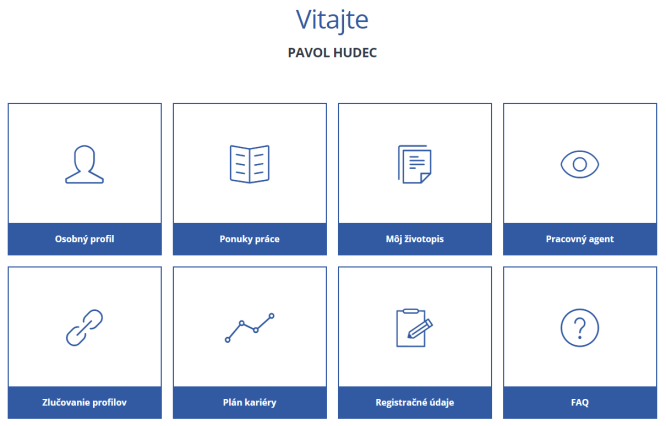 Vitajte
PAVOL HUDEC
Osobný profil
Ponuky práce
Môj životopis
Pracovný agent
Zlučovanie profilov
Plán kariéry
Registračné údaje
FAQ